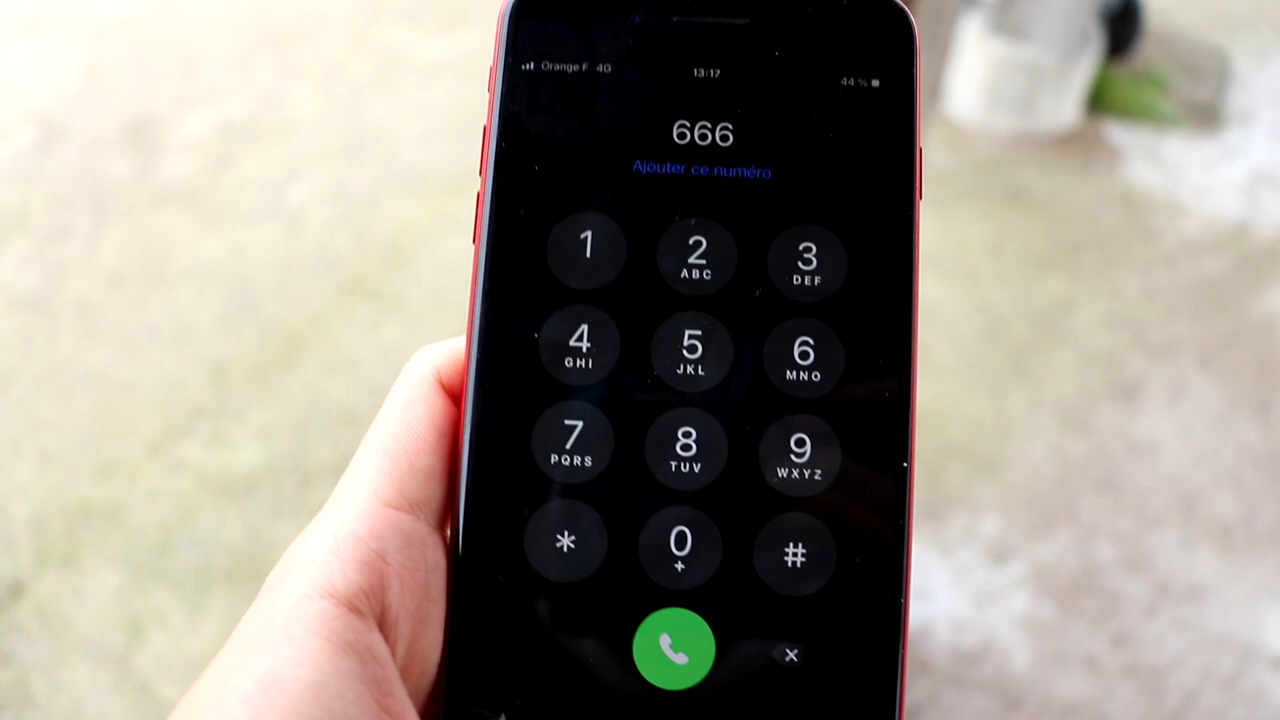 Orange F 4G 13:17 44 %
666
Ajouter ce numéro
1 2 3
ABC DEF
4 5 6
GHI JKL MNO
7 8 9
PQRS TUV WXYZ
* 0 #
+